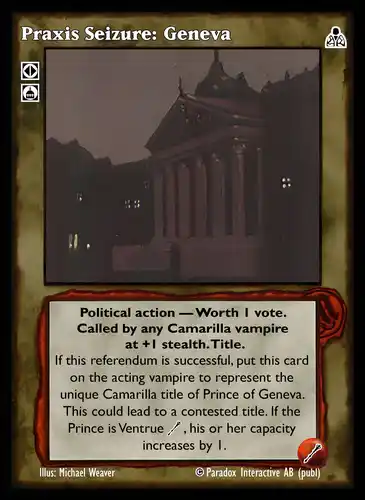 Praxis Seizure: Geneva
Political action — Worth 1 vote.
Called by any Camarilla vampire
at +1 stealth. Title.
If this referendum is successful, put this card
on the acting vampire to represent the
unique Camarilla title of Prince of Geneva.
This could lead to a contested title. If the
Prince is Ventrue , his or her capacity
increases by 1.
Illus: Michael Weaver
© Paradox Interactive AB (publ)